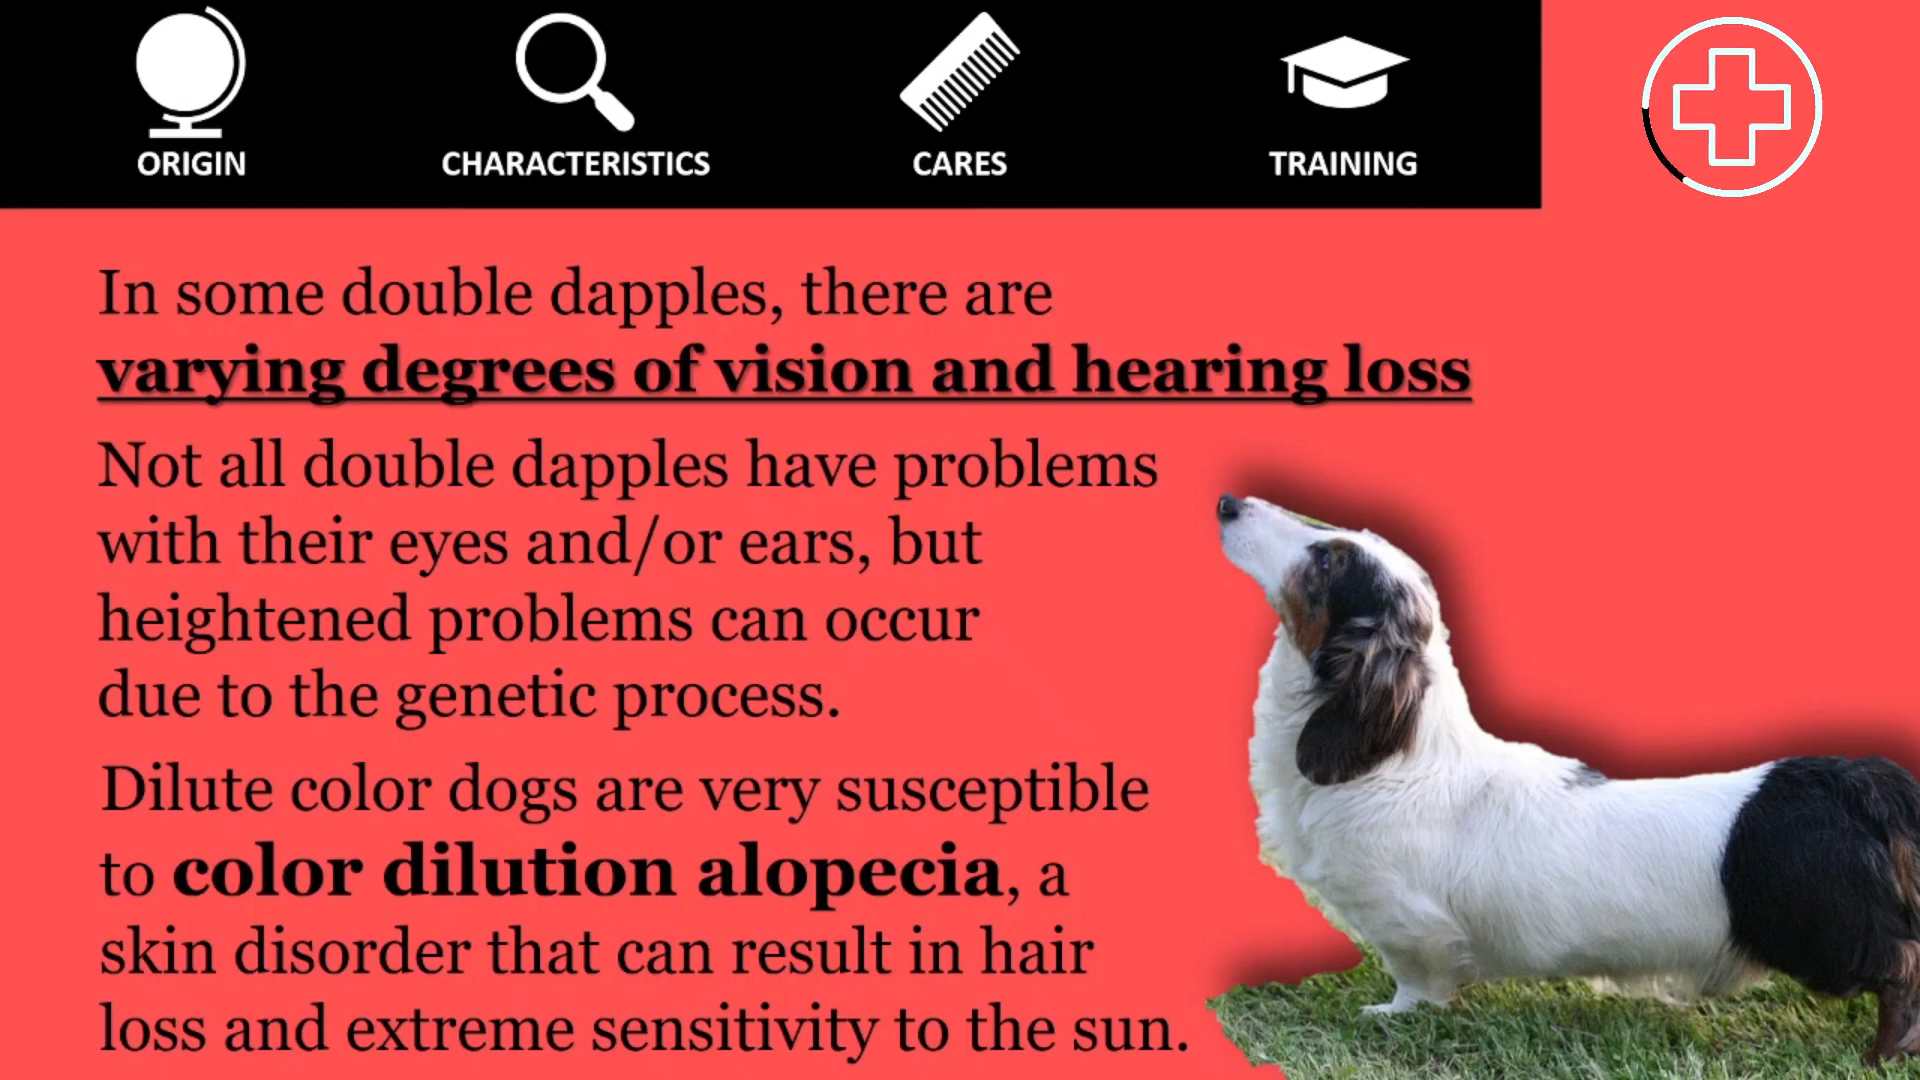 ORIGIN
CHARACTERISTICS
CARES
TRAINING
In some double dapples, there are
varying degrees of vision and hearing loss
Not all double dapples have problems
with their eyes and/or ears, but
heightened problems can occur
due to the genetic process.
Dilute color dogs are very susceptible
to color dilution alopecia, a
skin disorder that can result in hair
loss and extreme sensitivity to the sun.